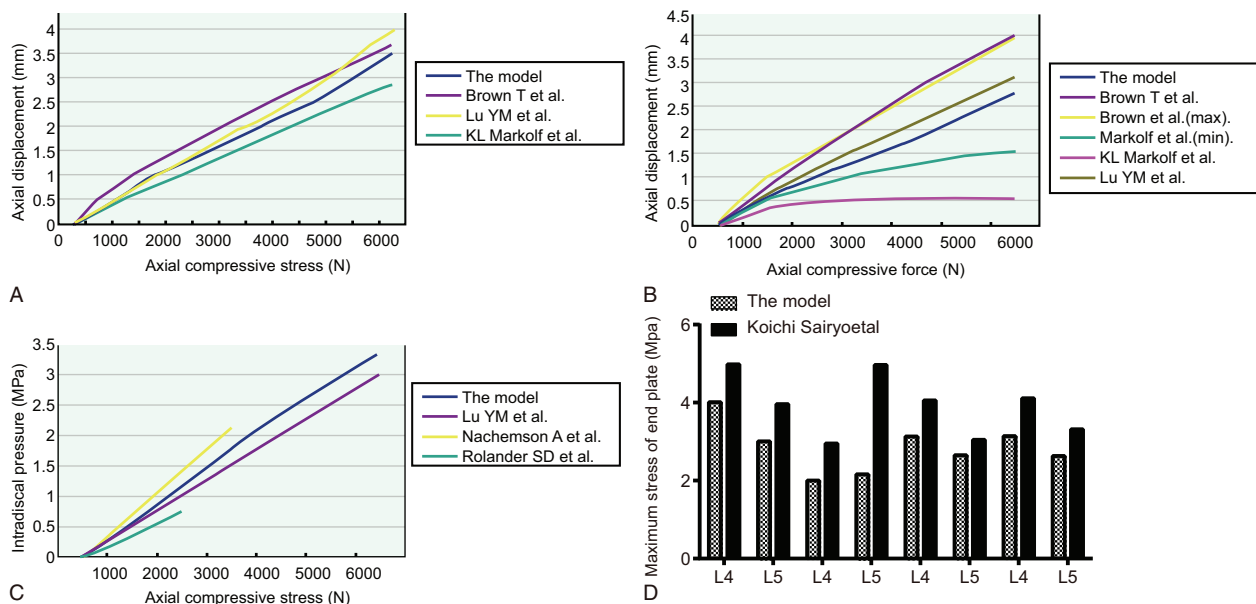 4
3.5
3
2.5
2
1.5
1
0.5
0
Axial displacement (mm)
0 1000 2000 3000 4000 5000 6000
Axial compressive stress (N)
The model
Brown T et al.
Lu YM et al.
KL Markolf et al.
A
4.5
4
3.5
3
2.5
2
1.5
1
0.5
0
Axial displacement (mm)
0 1000 2000 3000 4000 5000 6000
Axial compressive force (N)
The model
Brown T et al.
Brown et al.(max).
Markolf et al.(min).
KL Markolf et al.
Lu YM et al.
B
3.5
3
2.5
2
1.5
1
0.5
0
Intradiscal pressure (MPa)
1000 2000 3000 4000 5000 6000
Axial compressive stress (N)
The model
Lu YM et al.
Nachemson A et al.
Rolander SD et al.
C
The model
Koichi Sairyoetal
6
4
2
0
Maximum stress of end plate (Mpa)
L4 L5 L4 L5 L4 L5 L4 L5
D